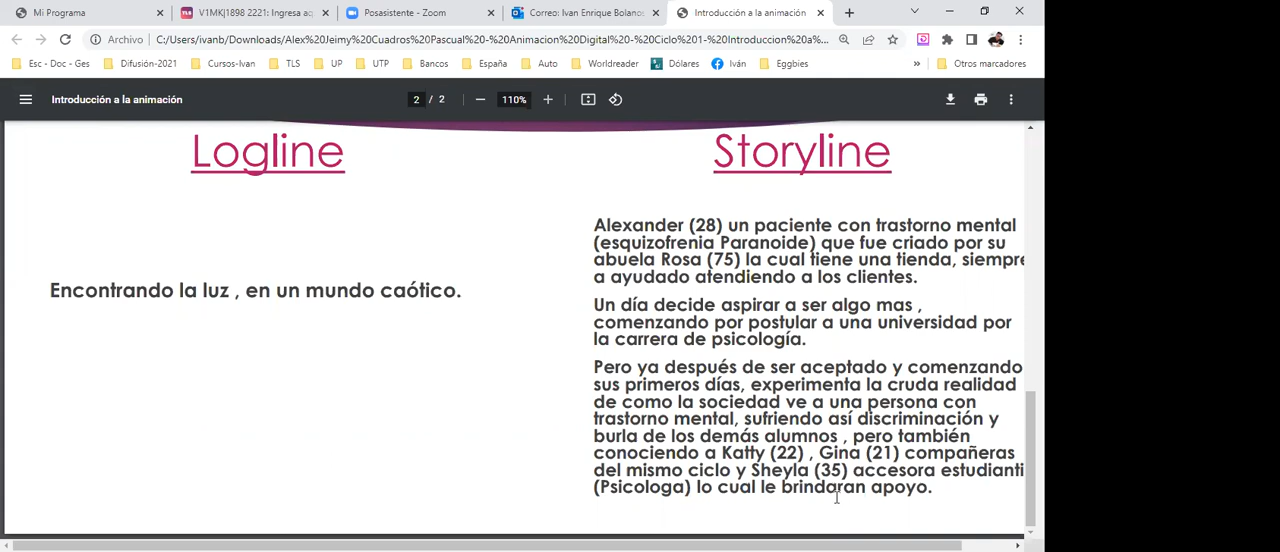 Mi Programa
V1MK|1898 2221: Ingresa aq
Posasistente - Zoom
Correo: Ivan Enrique Bolano
Introducción a la animación
Archivo
C:/Users/ivanb/Downloads/Alex%20Jeimy%20Cuadros%20Pascual%20-%20Animacion%20Digital%20-%20Ciclo%201-%20Introduccion%20a%...
Esc - Doc - Ges
Difusión-2021
Cursos-Ivan
TLS
UP
UTP
Bancos
España
Auto
Worldreader
Dólares
Iván
Eggbies
»
Otros marcadores
Introducción a la animación
2 / 2
110%
Logline
Storyline
Encontrando la luz , en un mundo caótico.
Alexander (28) un paciente con trastorno mental
(esquizofrenia Paranoide) que fue criado por su
abuela Rosa (75) la cual tiene una tienda, siempre
a ayudado atendiendo a los clientes.
Un día decide aspirar a ser algo mas ,
comenzando por postular a una universidad por
la carrera de psicología.
Pero ya después de ser aceptado y comenzando
sus primeros días, experimenta la cruda realidad
de como la sociedad ve a una persona con
trastorno mental, sufriendo así discriminación y
burla de los demás alumnos , pero también
conociendo a Katty (22) , Gina (21) compañeras
del mismo ciclo y Sheyla (35) accesora estudianti
(Psicologa) lo cual le brindaran apoyo.